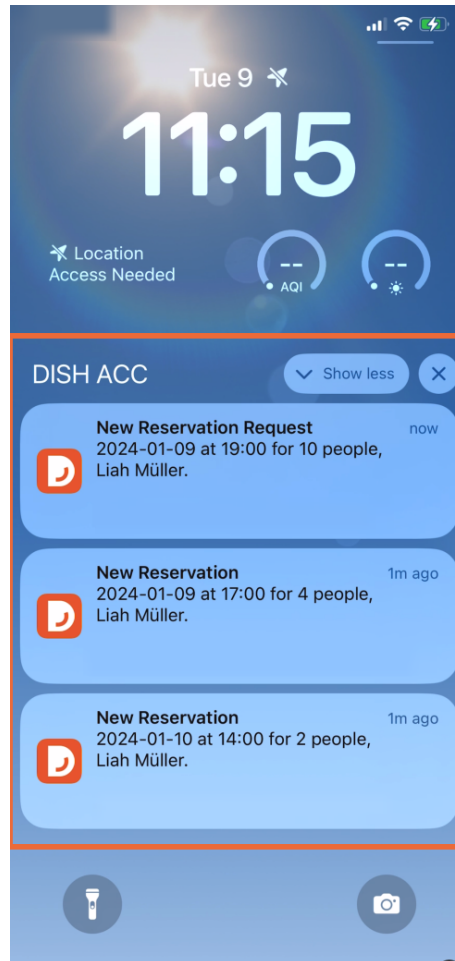 Tue 9
11:15
Location
Access Needed
--
AQI
--
DISH ACC
Show less
New Reservation Request now
2024-01-09 at 19:00 for 10 people,
Liah Müller.
New Reservation 1m ago
2024-01-09 at 17:00 for 4 people,
Liah Müller.
New Reservation 1m ago
2024-01-10 at 14:00 for 2 people,
Liah Müller.